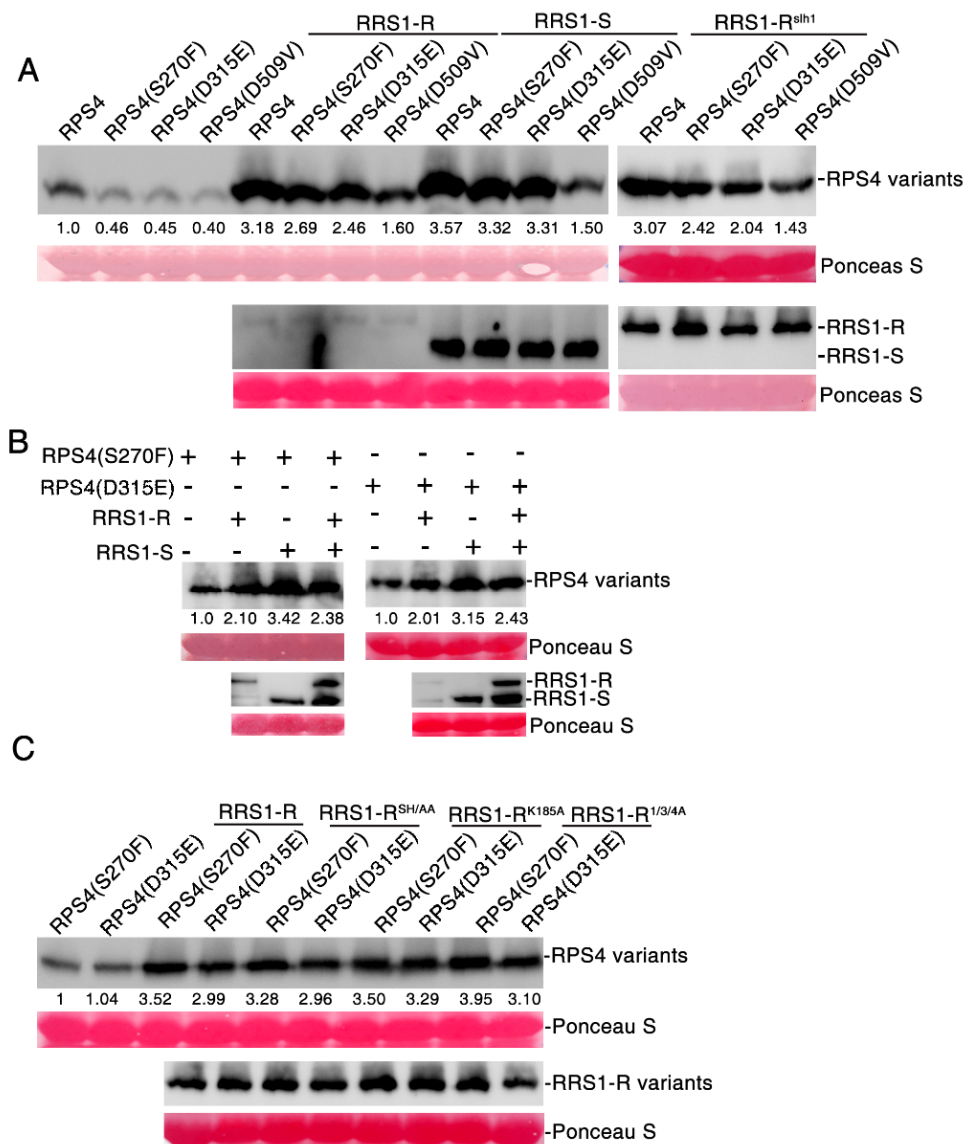 RRS1-R RRS1-S RRS1-Rslh1
A
RPS4 RPS4(S270F) RPS4(D315E) RPS4(D509V) RPS4 RPS4(S270F) RPS4(D315E) RPS4(D509V) RPS4 RPS4(S270F) RPS4(D315E) RPS4(D509V) RPS4 RPS4(S270F) RPS4(D315E) RPS4(D509V)
-RPS4 variants
1.0 0.46 0.45 0.40 3.18 2.69 2.46 1.60 3.57 3.32 3.31 1.50 3.07 2.42 2.04 1.43
Ponceas S
-RRS1-R
-RRS1-S
Ponceas S
B
RPS4(S270F) + + + + - - - -
RPS4(D315E) - - - - + + + +
RRS1-R - + - + - + - +
RRS1-S - - + + - - + +
-RPS4 variants
1.0 2.10 3.42 2.38 1.0 2.01 3.15 2.43
Ponceau S
-RRS1-R
-RRS1-S
Ponceau S
C
RRS1-R RRS1-RSH/AA RRS1-RK185A RRS1-R1/3/4A
RPS4(S270F) RPS4(D315E) RPS4(S270F) RPS4(D315E) RPS4(S270F) RPS4(D315E) RPS4(S270F) RPS4(D315E) RPS4(S270F) RPS4(D315E)
-RPS4 variants
1 1.04 3.52 2.99 3.28 2.96 3.50 3.29 3.95 3.10
-Ponceau S
-RRS1-R variants
-Ponceau S